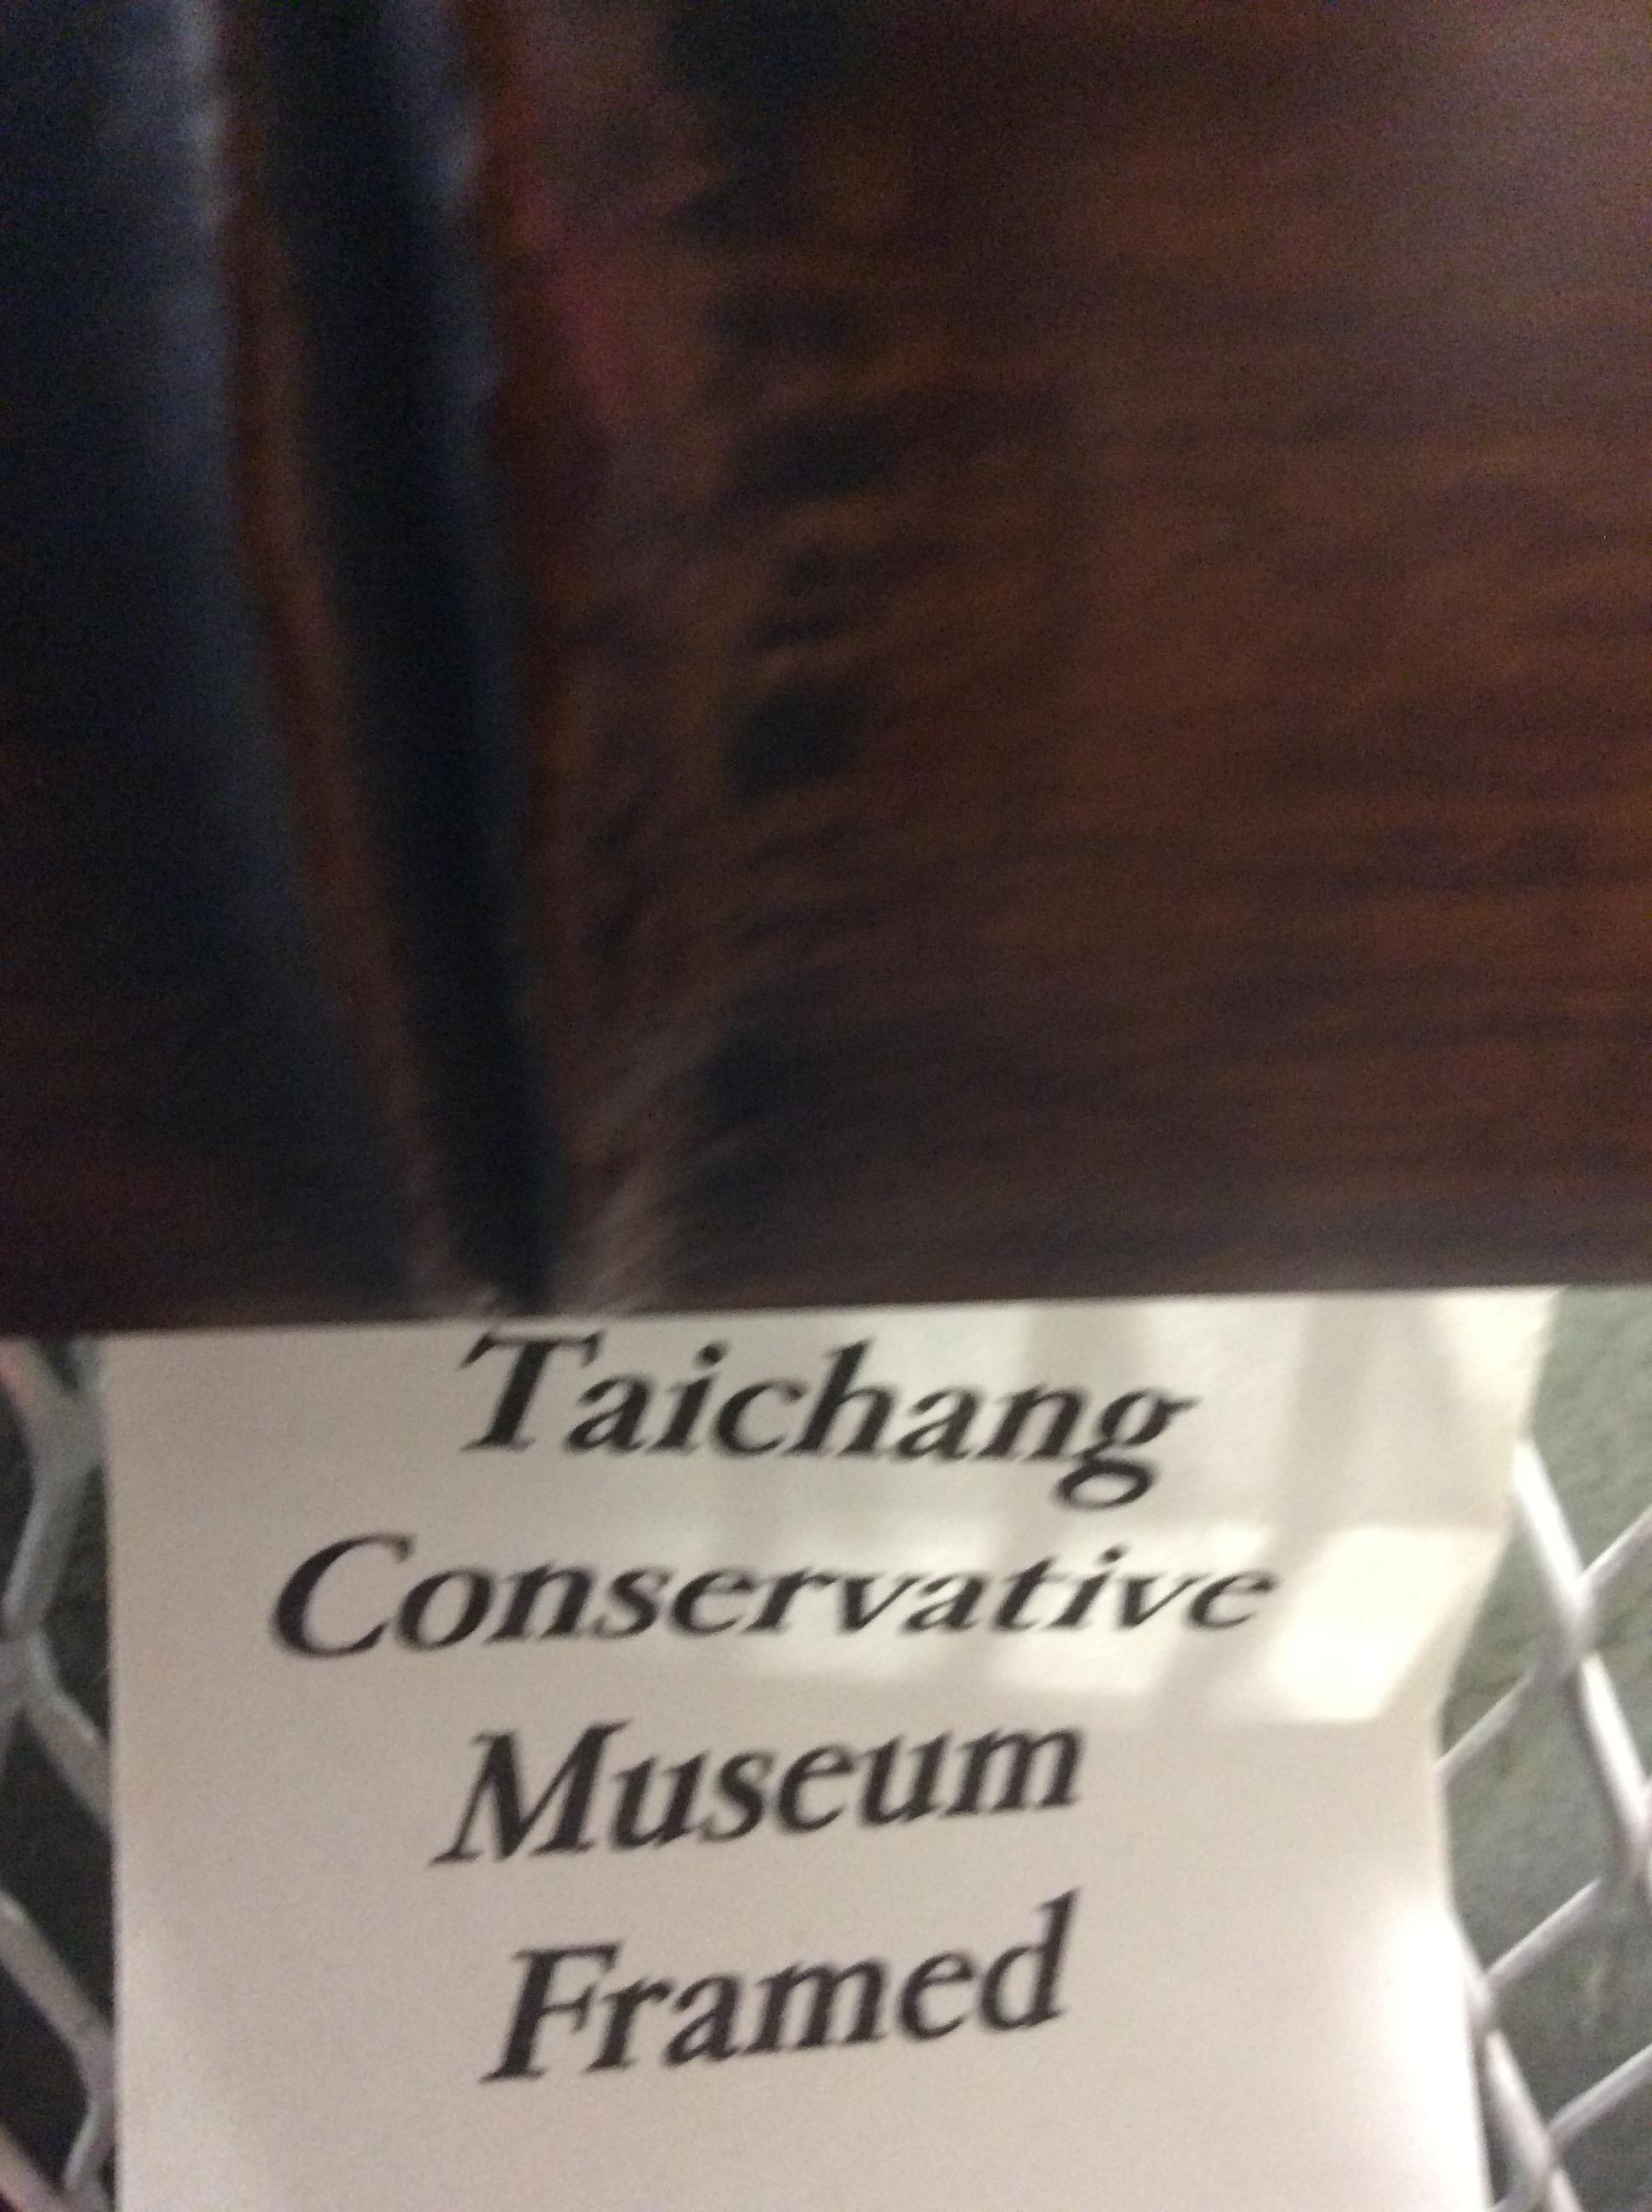 Taichang
Conservative
Museum
Framed